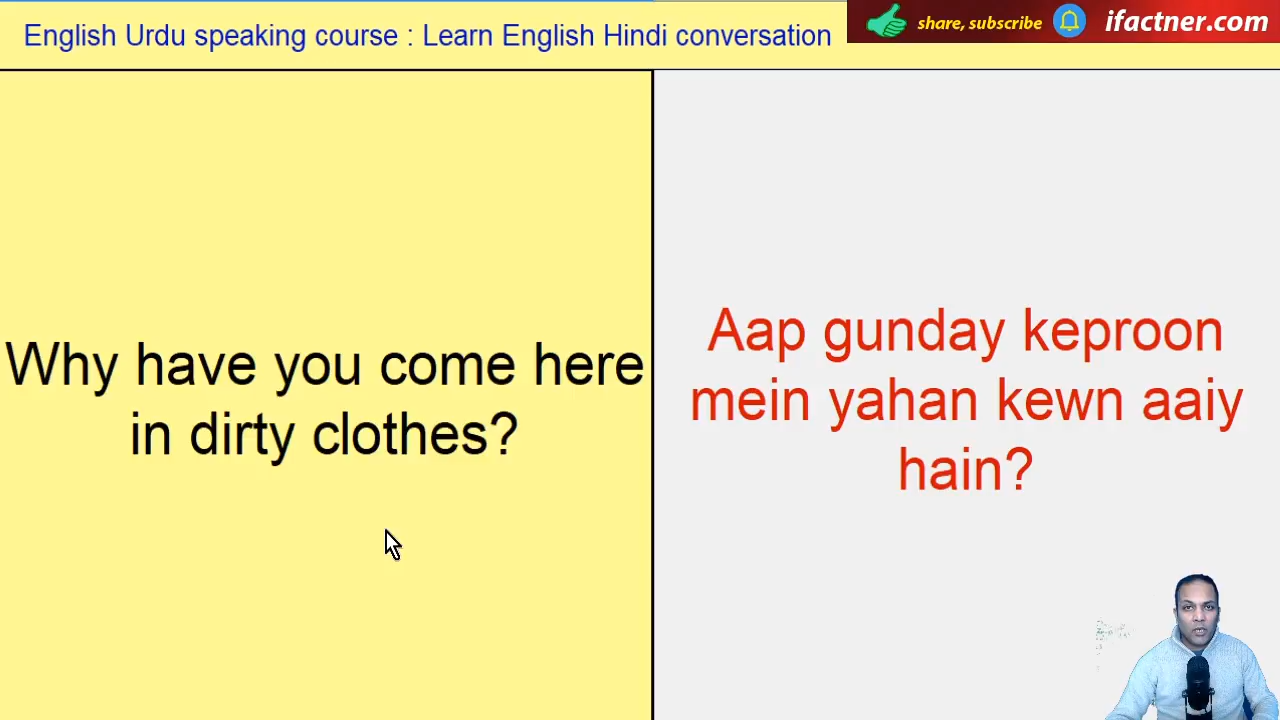 English Urdu speaking course : Learn English Hindi conversation
share, subscribe
ifactner.com
Why have you come here
in dirty clothes?
Aap gunday keproon
mein yahan kewn aaiy
hain?